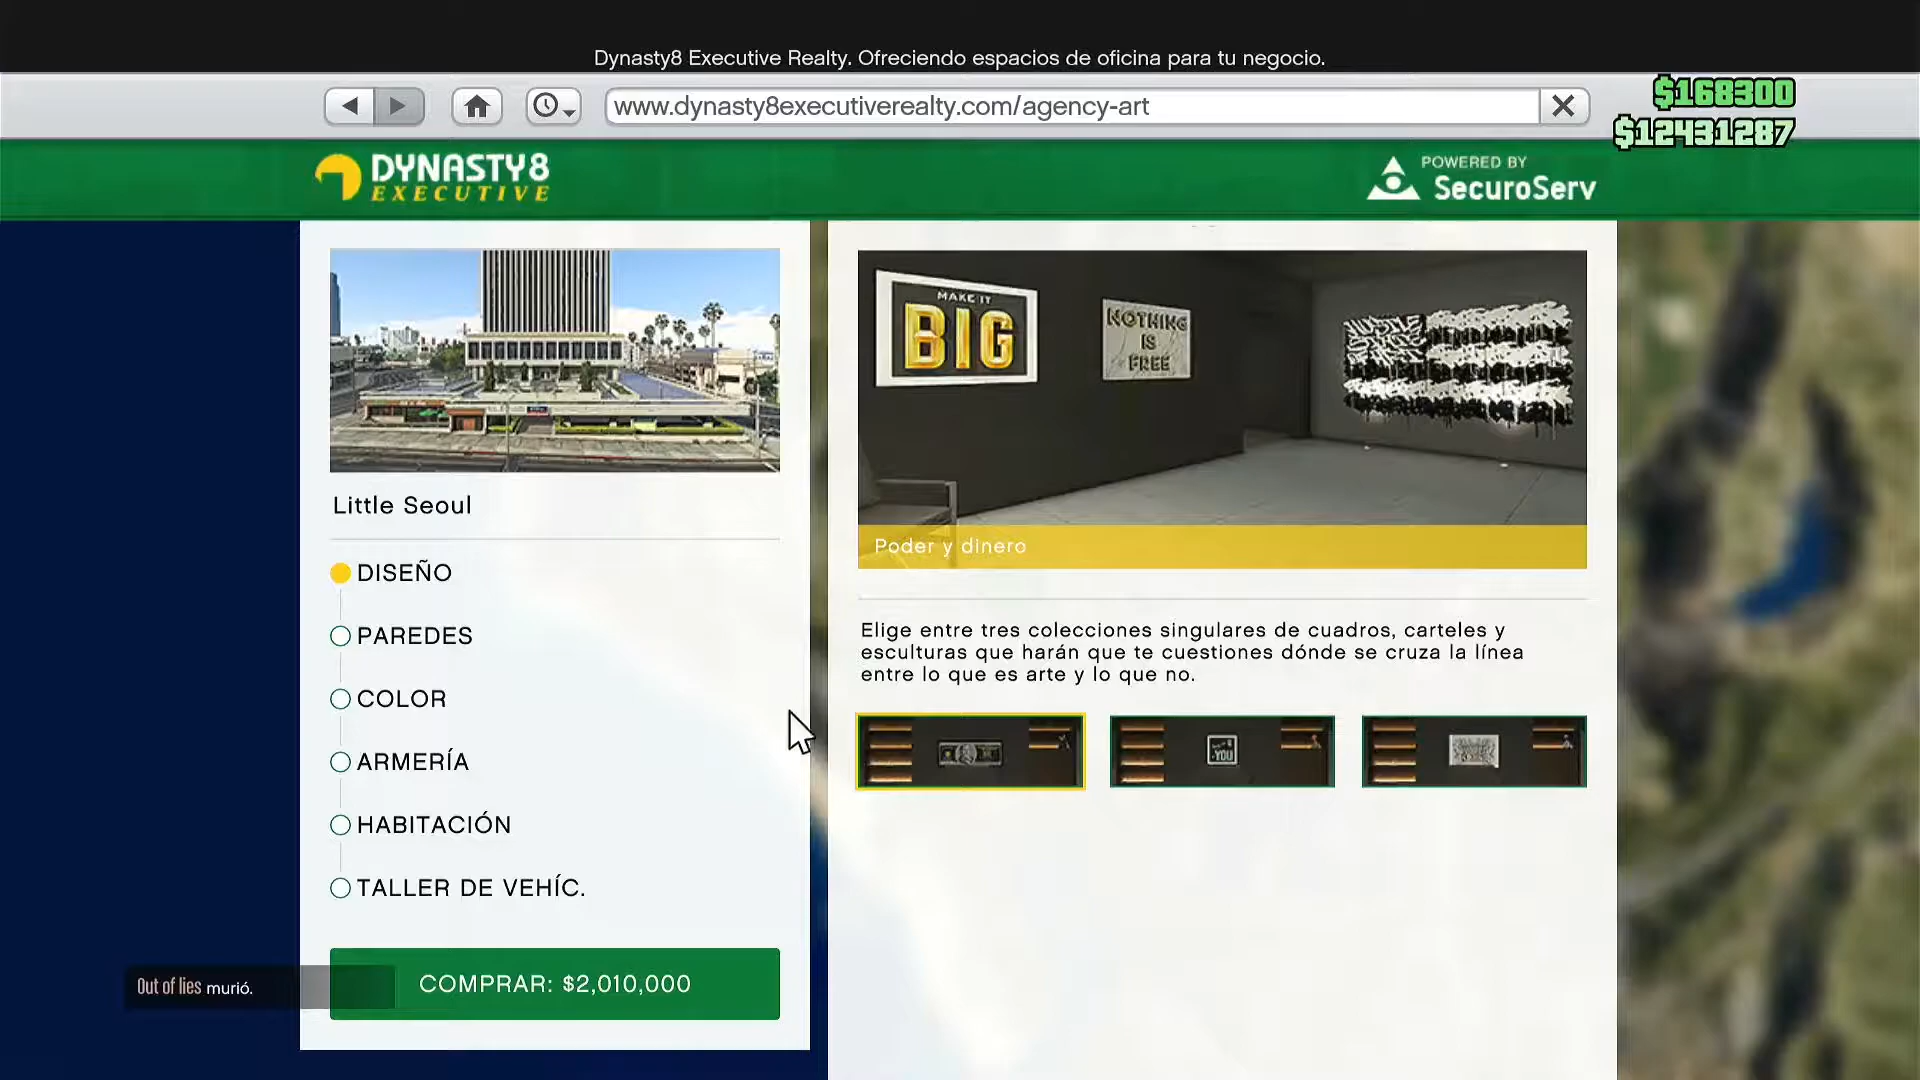 Dynasty8 Executive Realty. Ofreciendo espacios de oficina para tu negocio.
www.dynasty8executiverealty.com/agency-art
$168300
$12431287
DYNASTY8
EXECUTIVE
POWERED BY
SecuroServ
MAKE IT
BIG
NOTHING
IS
FREE
Little Seoul
Poder y dinero
DISEÑO
PAREDES
COLOR
ARMERÍA
HABITACIÓN
TALLER DE VEHÍC.
Elige entre tres colecciones singulares de cuadros, carteles y
esculturas que harán que te cuestiones dónde se cruza la línea
entre lo que es arte y lo que no.
YOU
COMPRAR: $2,010,000
Out of lies murió.